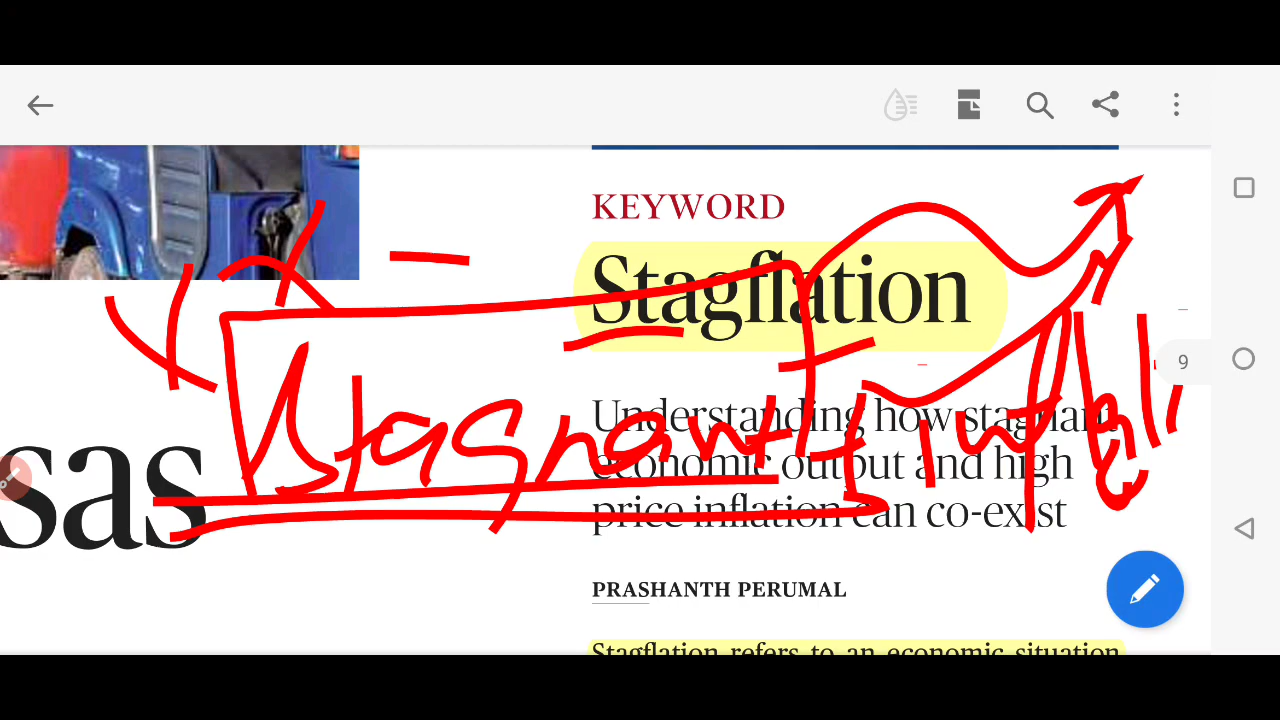 KEYWORD
Stagflation
9
Understanding how stagnant
economic output and high
price inflation can co-exist
Stagnant + infl
sas
PRASHANTH PERUMAL
Stagflation refers to an economic situation